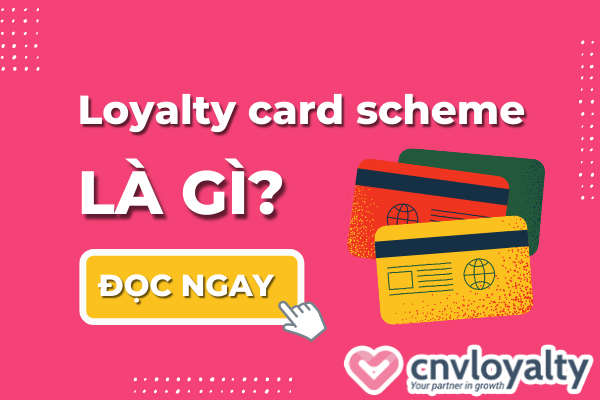 Loyalty card scheme
LÀ GÌ?
ĐỌC NGAY
cnvloyalty
Your partner in growth